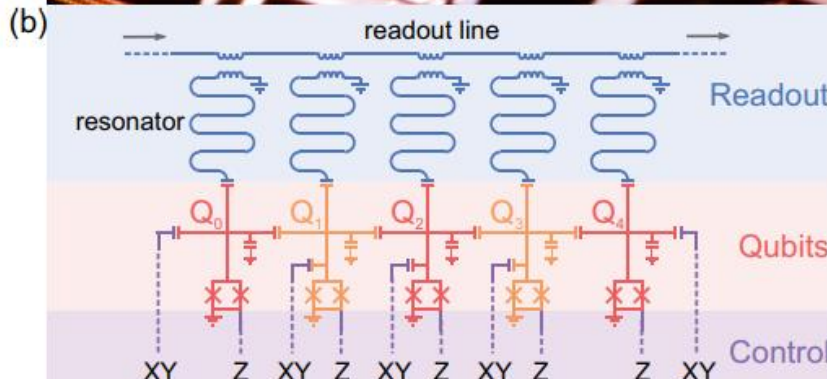 (b)
readout line
resonator
Readout
Q0 Q1 Q2 Q3 Q4
Qubits
XY Z XY Z XY Z XY Z Z XY
Control